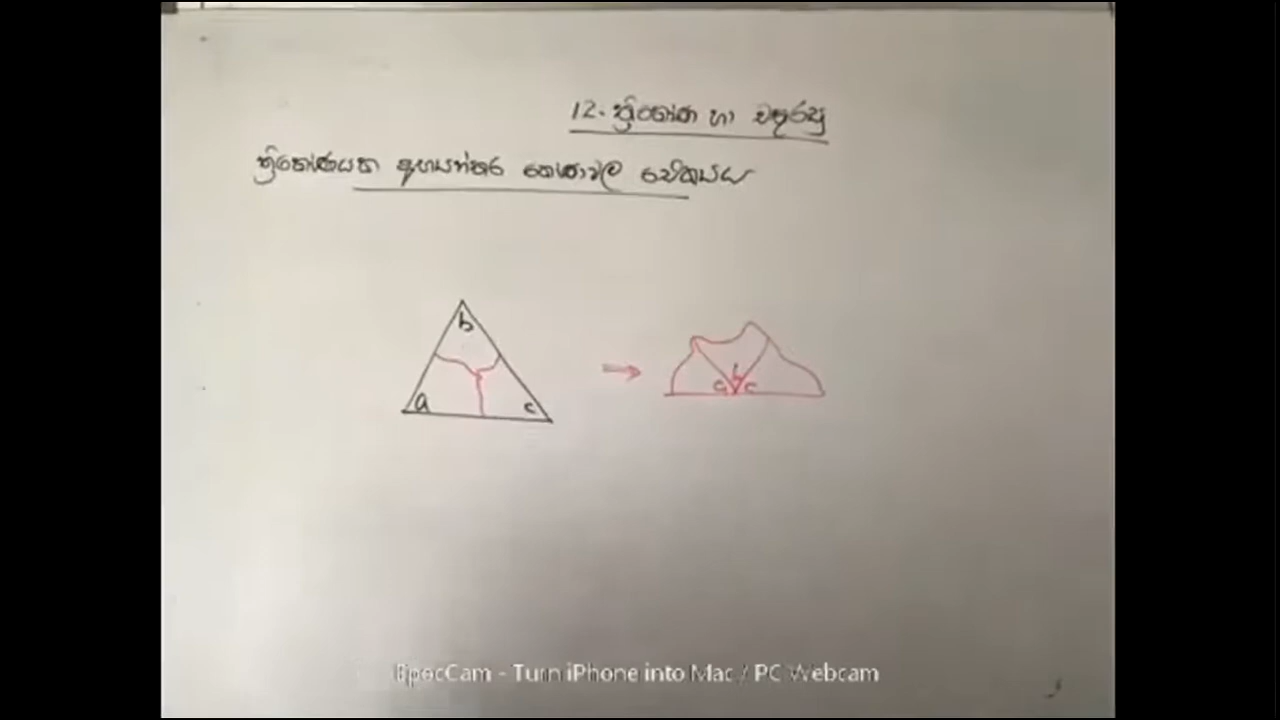 12. ත්‍රිකෝණ හා චතුරස්‍ර
ත්‍රිකෝණයක අභ්‍යන්තර කෝණවල ඓක්‍යය
b
a c
a b c
EpocCam - Turn iPhone into Mac / PC Webcam